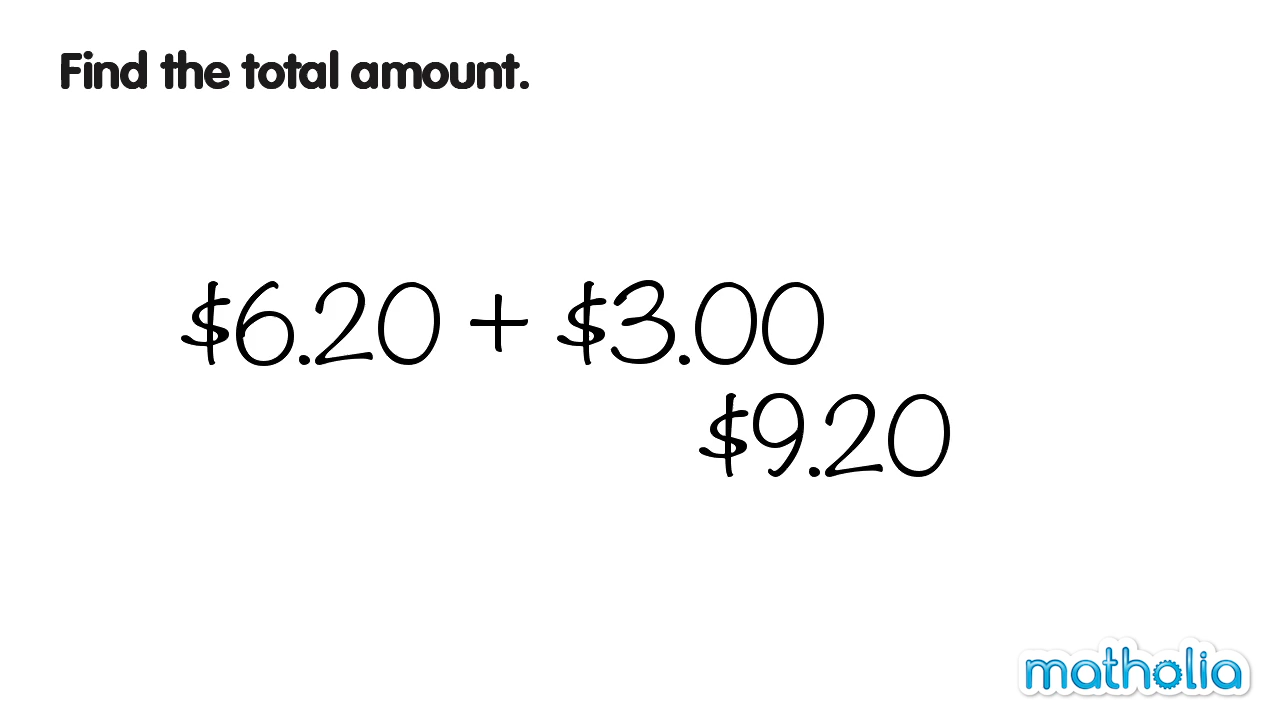 Find the total amount.
$6.20 + $3.00
$9.20
matholia